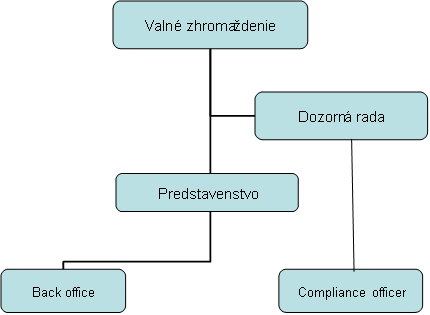 Valné zhromaždenie
Dozorná rada
Predstavenstvo
Back office
Compliance officer